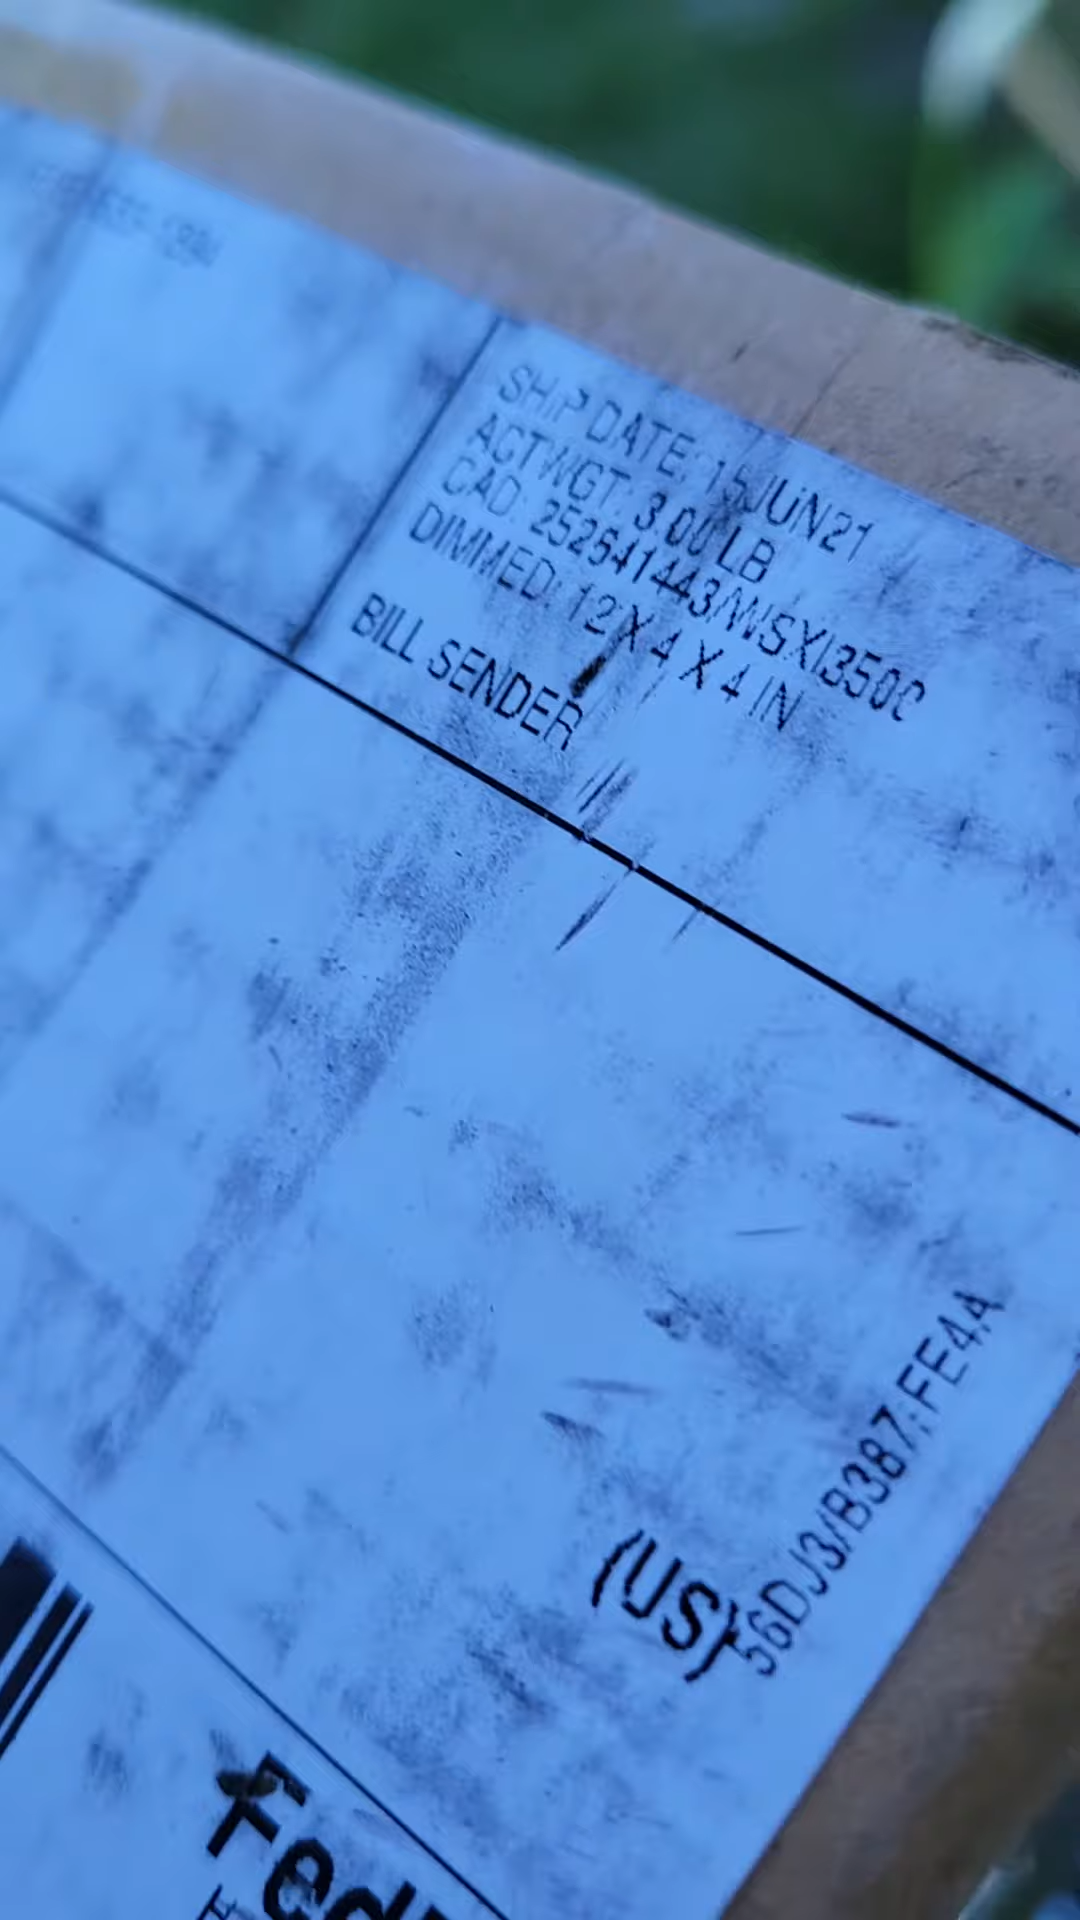 SHIP DATE: 15JUN21
ACTWGT: 3.00 LB
CAD: 252641443/WSXI3500
DIMMED: 12 X 4 X 4 IN
BILL SENDER
(US)
56DJ3/B387/FE4A
Fed